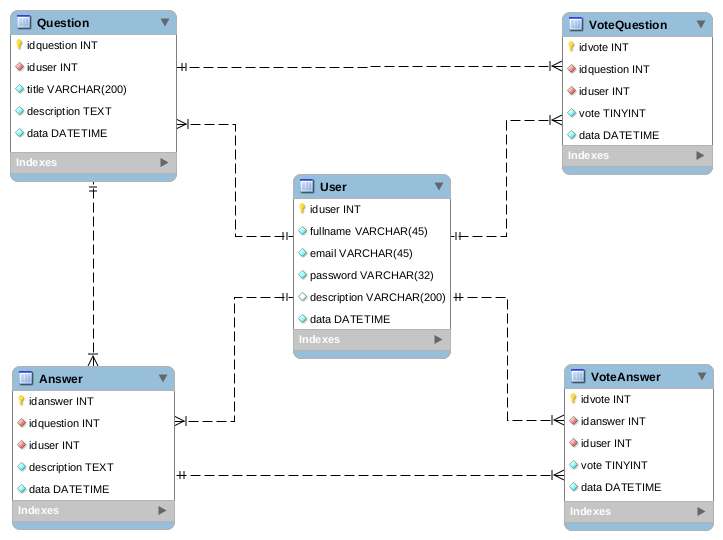 Question
idquestion INT
iduser INT
title VARCHAR(200)
description TEXT
data DATETIME
Indexes
VoteQuestion
idvote INT
idquestion INT
iduser INT
vote TINYINT
data DATETIME
Indexes
User
iduser INT
fullname VARCHAR(45)
email VARCHAR(45)
password VARCHAR(32)
description VARCHAR(200)
data DATETIME
Indexes
Answer
idanswer INT
idquestion INT
iduser INT
description TEXT
data DATETIME
Indexes
VoteAnswer
idvote INT
idanswer INT
iduser INT
vote TINYINT
data DATETIME
Indexes